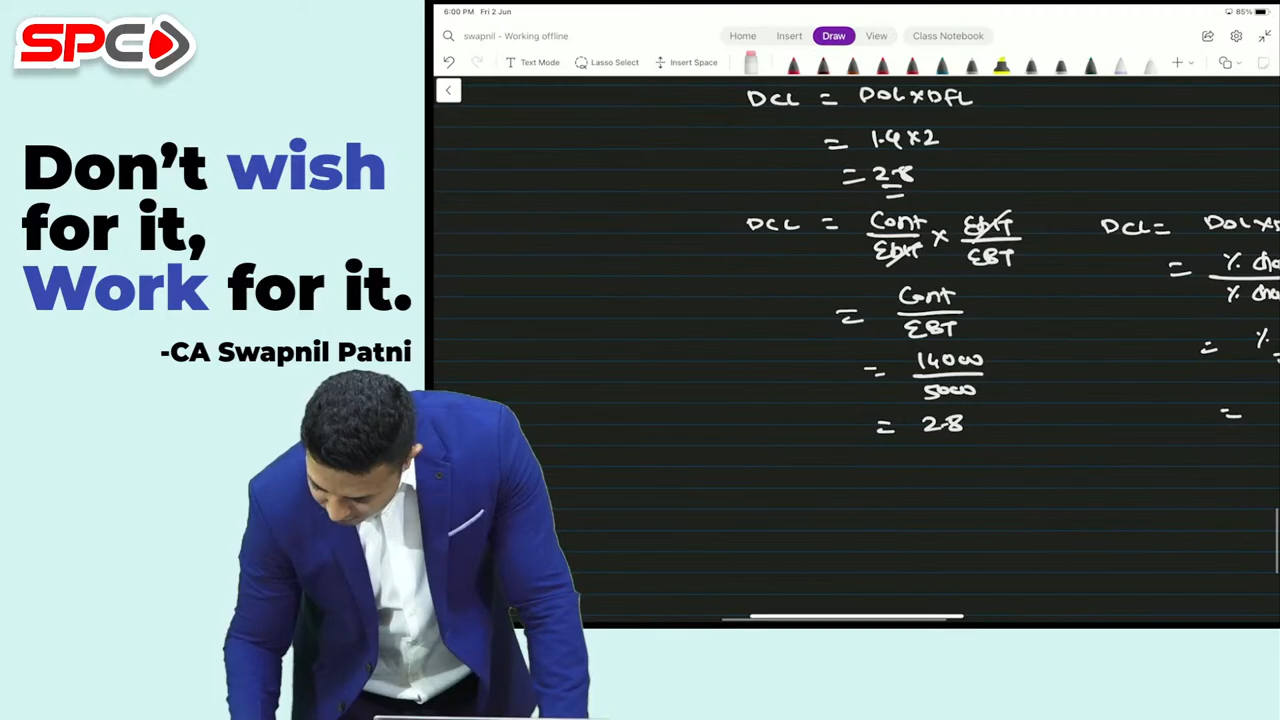 SPC
Don't wish
for it,
Work for it.
-CA Swapnil Patni
6:00 PM Fri 2 Jun
85%
swapnil - Working offline
Home Insert Draw View Class Notebook
Text Mode Lasso Select Insert Space
DCL = DOL×DFL
= 1.4×2
= 2.8
DCL = Cont/EBIT × EBIT/EBT
= Cont/EBT
= 14000/5000
= 2.8
DCL = DOL×
= %
%
= %
=